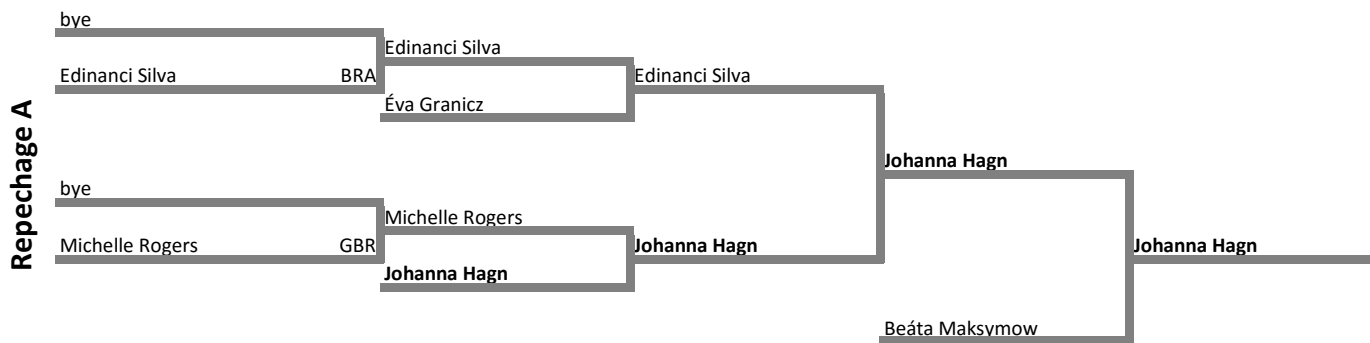 Repechage A
bye
Edinanci Silva BRA
Edinanci Silva
Éva Granicz
Edinanci Silva
bye
Michelle Rogers GBR
Michelle Rogers
Johanna Hagn
Johanna Hagn
Johanna Hagn
Beáta Maksymow
Johanna Hagn